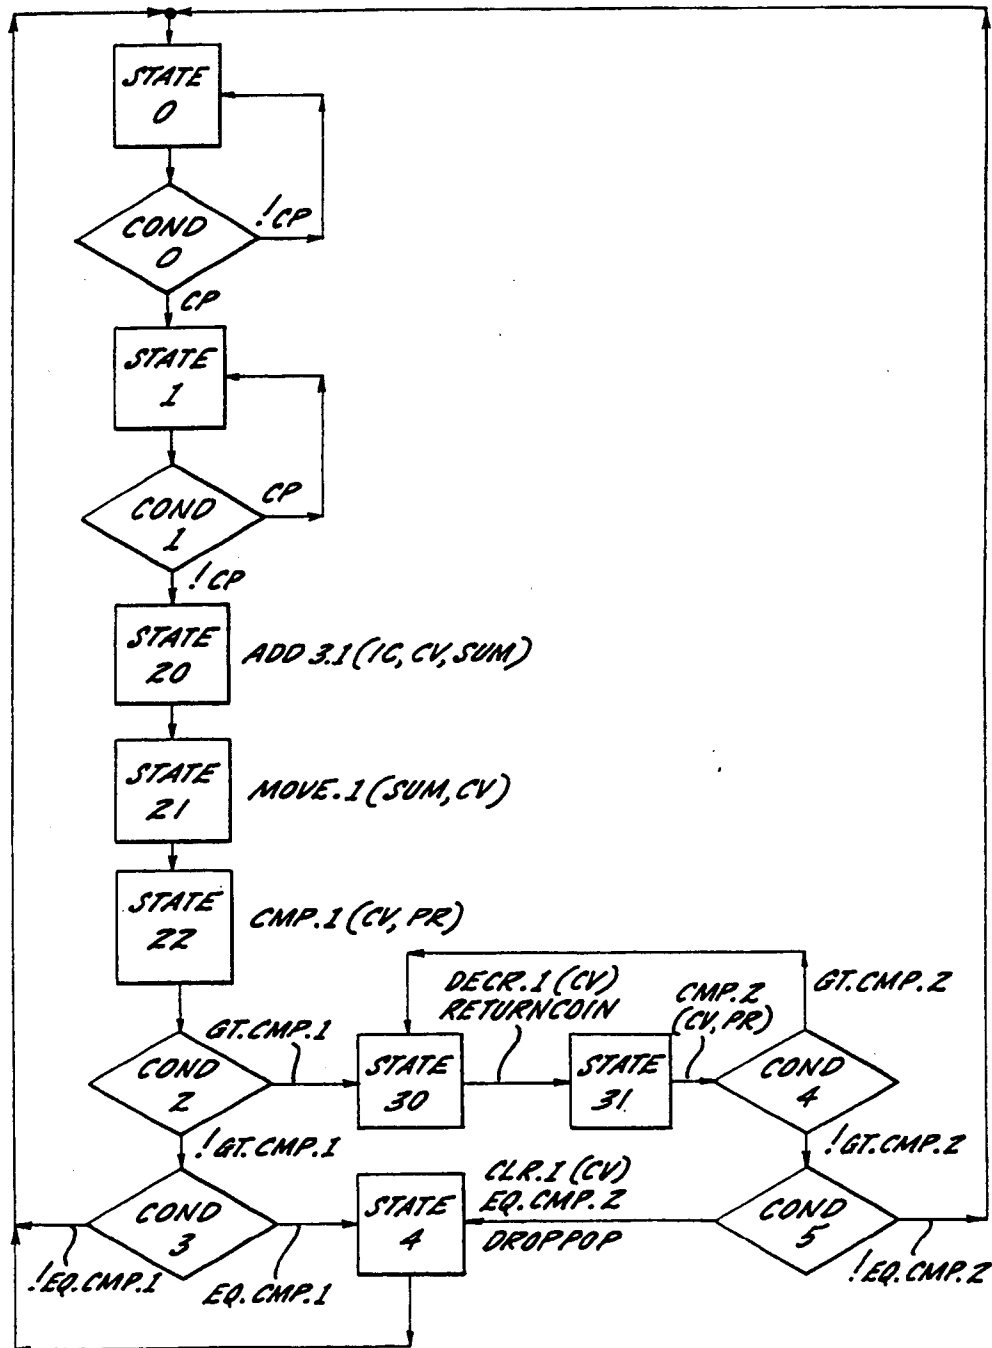 STATE
0
COND
0
!CP
CP
STATE
1
COND
1
CP
!CP
STATE
20
ADD 3.1 (IC, CV, SUM)
STATE
21
MOVE.1 (SUM, CV)
STATE
22
CMP.1 (CV, PR)
COND
2
GT.CMP.1
!GT.CMP.1
STATE
30
DECR.1 (CV)
RETURNCOIN
STATE
31
CMP.2
(CV, PR)
GT.CMP.2
COND
4
!GT.CMP.2
COND
3
!EQ.CMP.1
EQ.CMP.1
STATE
4
CLR.1 (CV)
EQ.CMP.2
DROPPOP
COND
5
!EQ.CMP.2